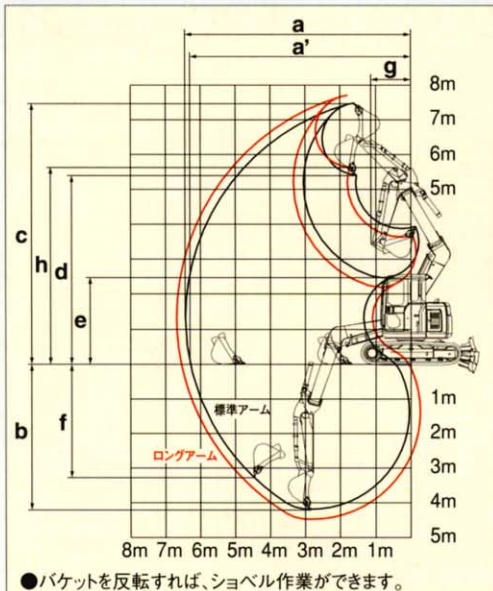 a
a'
g
8m
7m
6m
5m
c
h
d
e
b
f
標準アーム
ロングアーム
1m
2m
3m
4m
5m
8m 7m 6m 5m 4m 3m 2m 1m
●バケットを反転すれば、ショベル作業ができます。